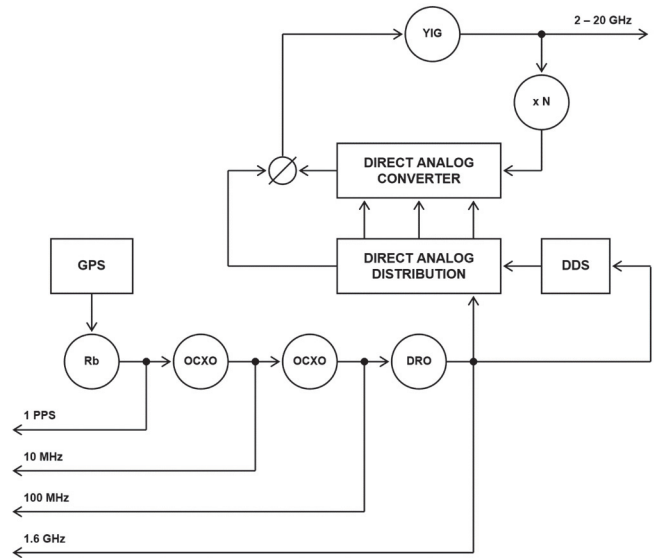 2 – 20 GHz
YIG
x N
DIRECT ANALOG
CONVERTER
GPS
DIRECT ANALOG
DISTRIBUTION
DDS
Rb
OCXO
OCXO
DRO
1 PPS
10 MHz
100 MHz
1.6 GHz